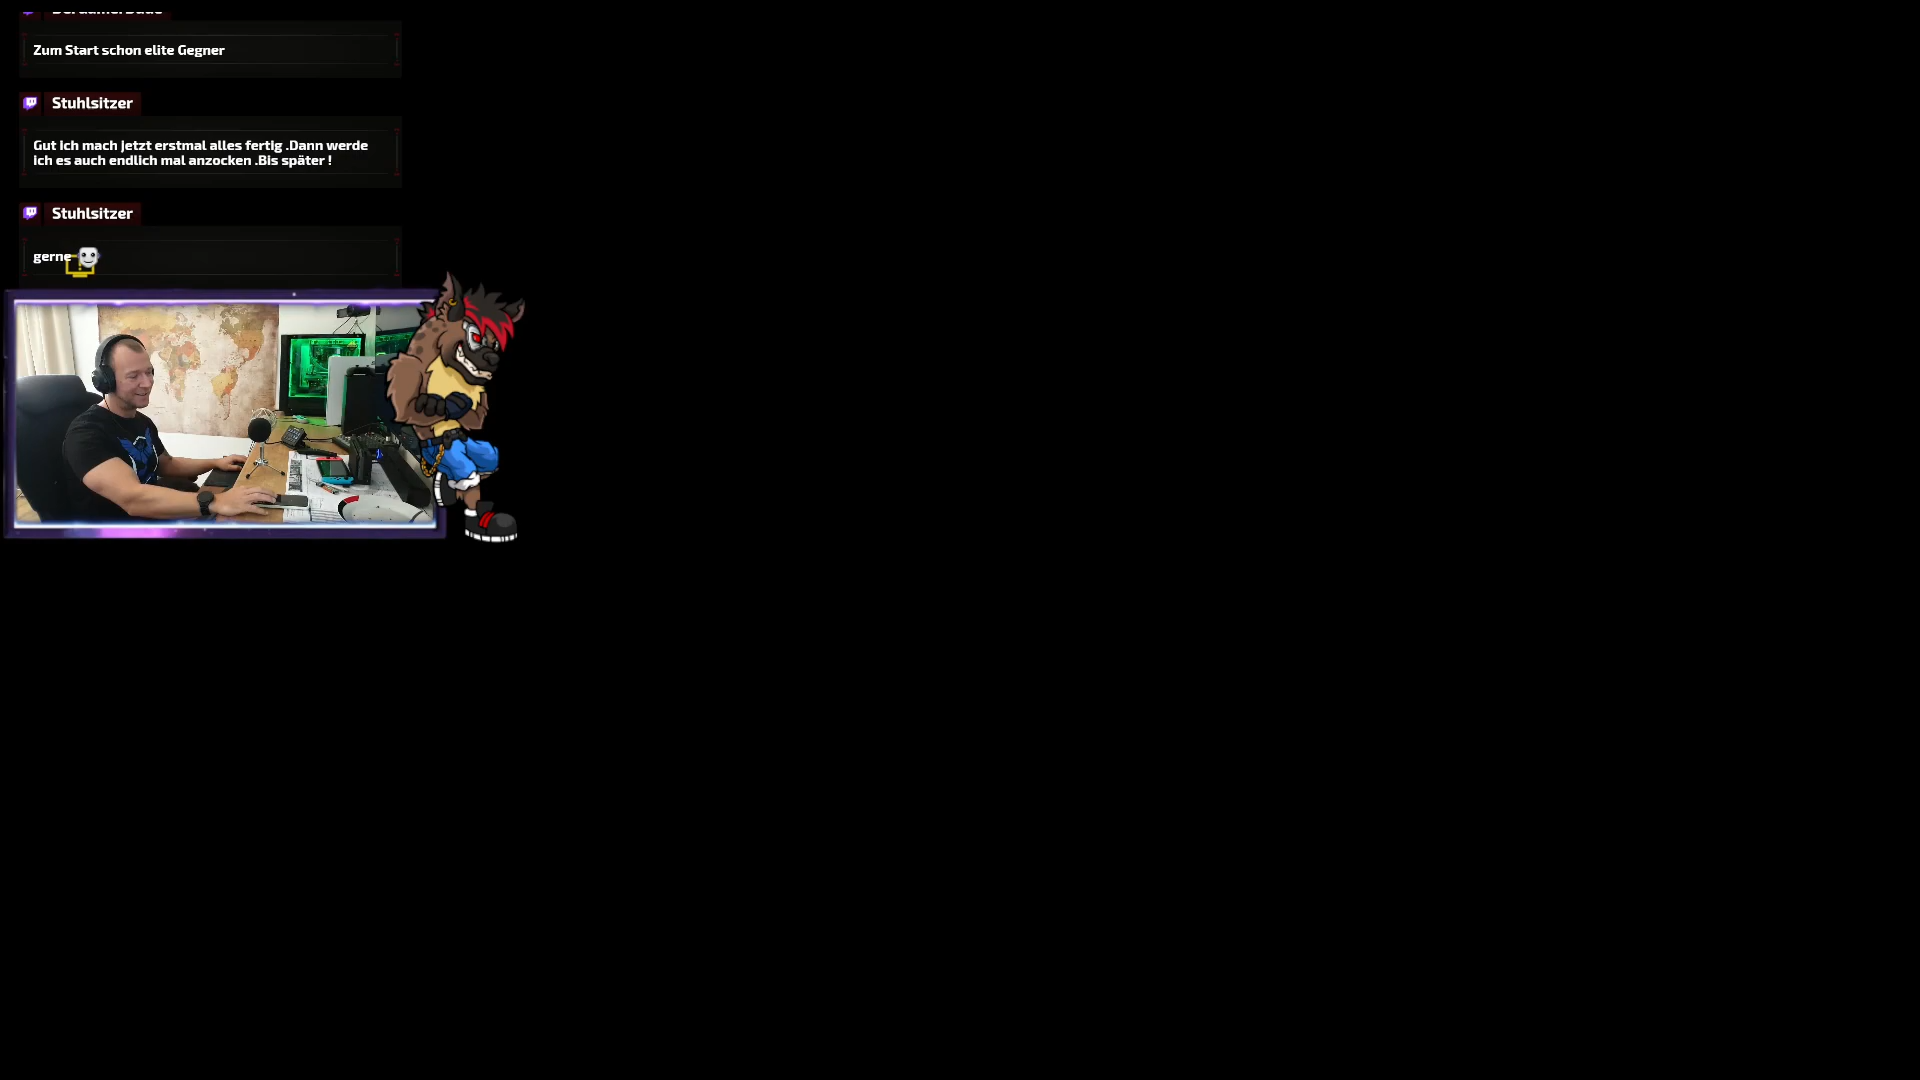 Zum Start schon elite Gegner
Stuhlsitzer
Gut ich mach jetzt erstmal alles fertig .Dann werde
ich es auch endlich mal anzocken .Bis später !
Stuhlsitzer
gerne